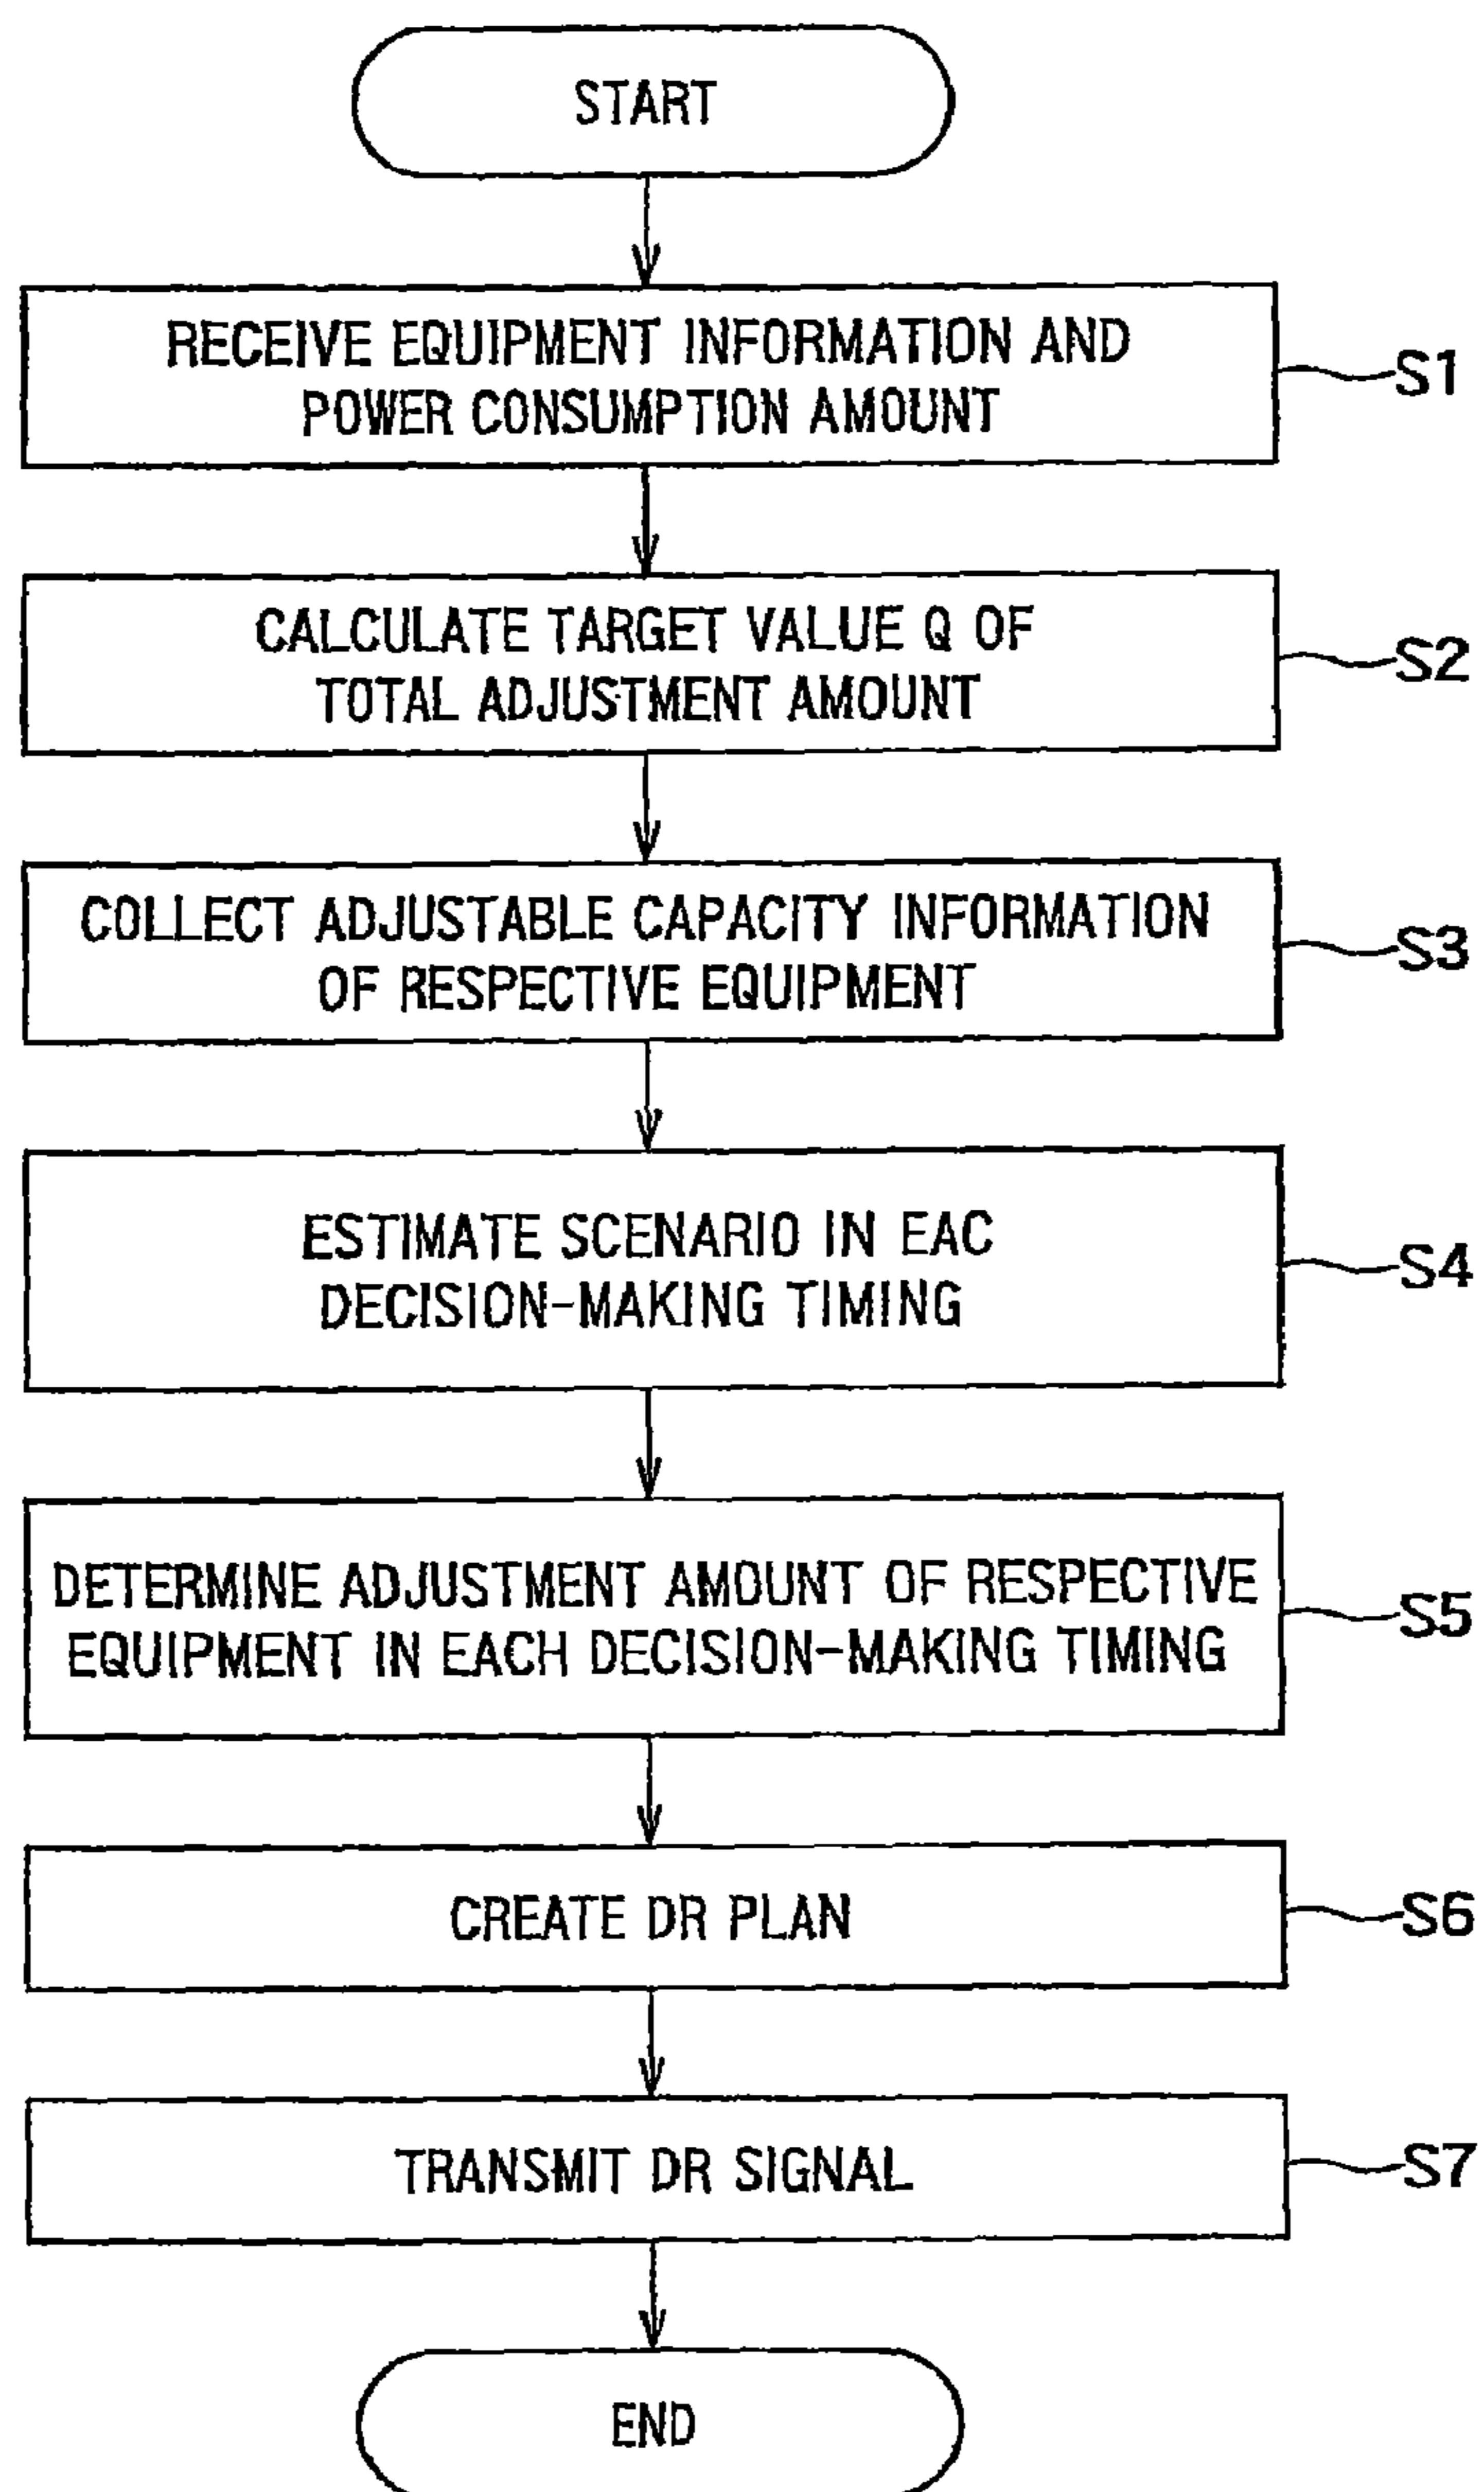 START
RECEIVE EQUIPMENT INFORMATION AND
POWER CONSUMPTION AMOUNT
S1
CALCULATE TARGET VALUE Q OF
TOTAL ADJUSTMENT AMOUNT
S2
COLLECT ADJUSTABLE CAPACITY INFORMATION
OF RESPECTIVE EQUIPMENT
S3
ESTIMATE SCENARIO IN EAC
DECISION-MAKING TIMING
S4
DETERMINE ADJUSTMENT AMOUNT OF RESPECTIVE
EQUIPMENT IN EACH DECISION-MAKING TIMING
S5
CREATE DR PLAN
S6
TRANSMIT DR SIGNAL
S7
END